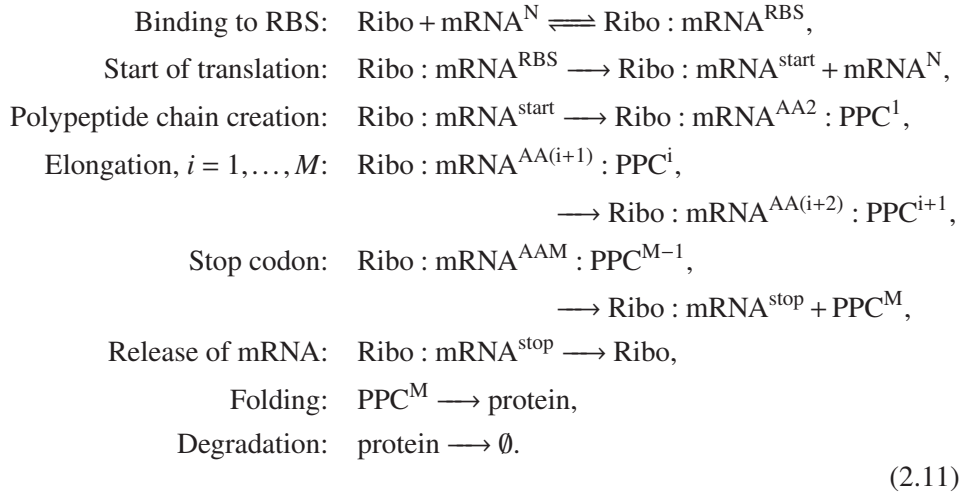 Binding to RBS: Ribo + mRNA^N ⇌ Ribo : mRNA^RBS,
Start of translation: Ribo : mRNA^RBS ⟶ Ribo : mRNA^start + mRNA^N,
Polypeptide chain creation: Ribo : mRNA^start ⟶ Ribo : mRNA^AA2 : PPC^1,
Elongation, i = 1,...,M: Ribo : mRNA^AA(i+1) : PPC^i,
⟶ Ribo : mRNA^AA(i+2) : PPC^i+1,
Stop codon: Ribo : mRNA^AAM : PPC^M−1,
⟶ Ribo : mRNA^stop + PPC^M,
Release of mRNA: Ribo : mRNA^stop ⟶ Ribo,
Folding: PPC^M ⟶ protein,
Degradation: protein ⟶ ∅.
(2.11)